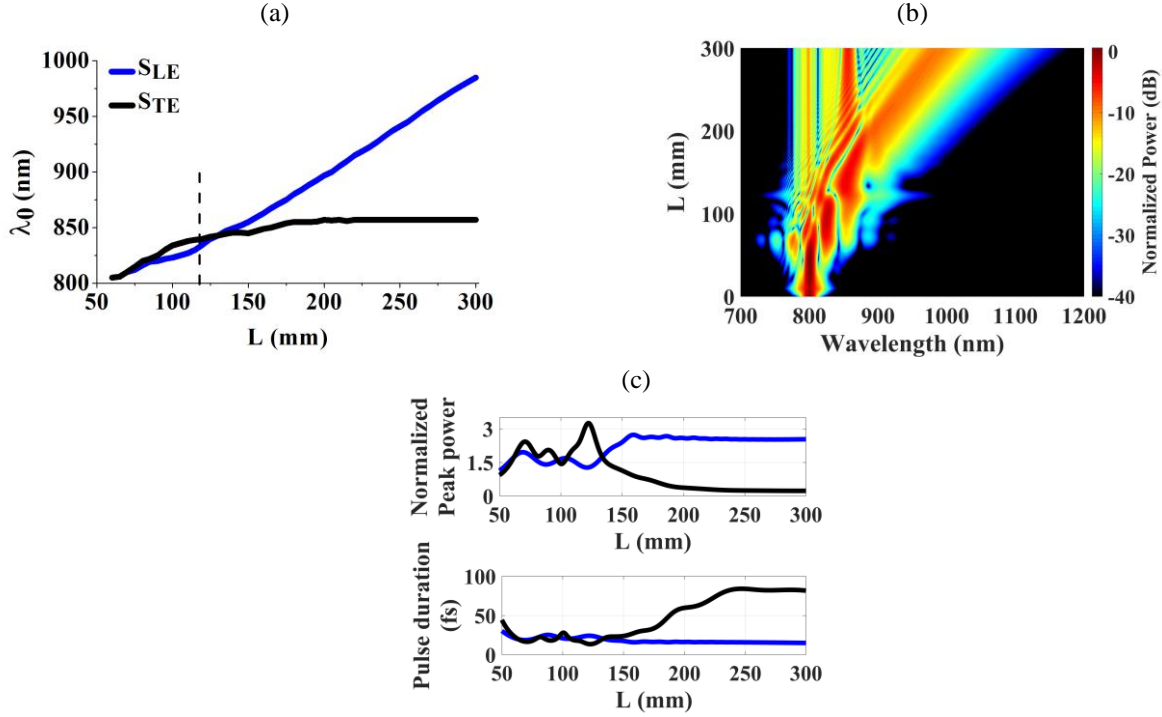 (a)
1000
950
900
850
800
λ0 (nm)
SLE
STE
50 100 150 200 250 300
L (mm)
(b)
300
200
100
0
L (mm)
700 800 900 1000 1100 1200
Wavelength (nm)
0
-10
-20
-30
-40
Normalized Power (dB)
(c)
Normalized
Peak power
3
1.5
0
50 100 150 200 250 300
L (mm)
Pulse duration
(fs)
100
50
0
50 100 150 200 250 300
L (mm)